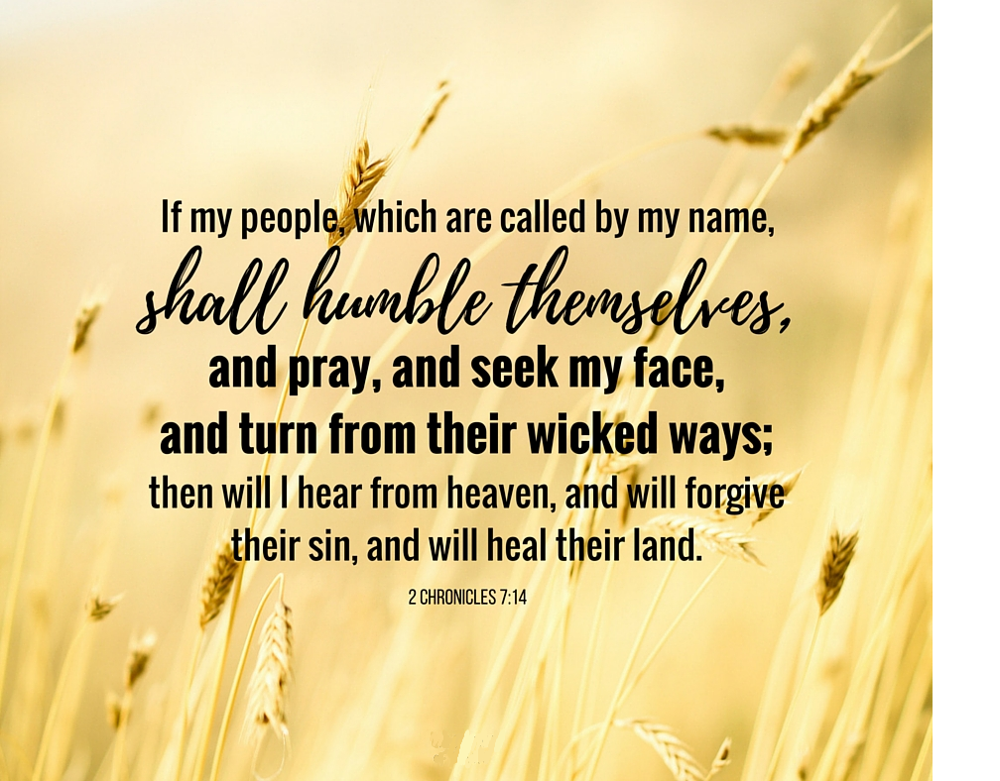 If my people, which are called by my name,
shall humble themselves,
and pray, and seek my face,
and turn from their wicked ways;
then will I hear from heaven, and will forgive
their sin, and will heal their land.
2 CHRONICLES 7:14